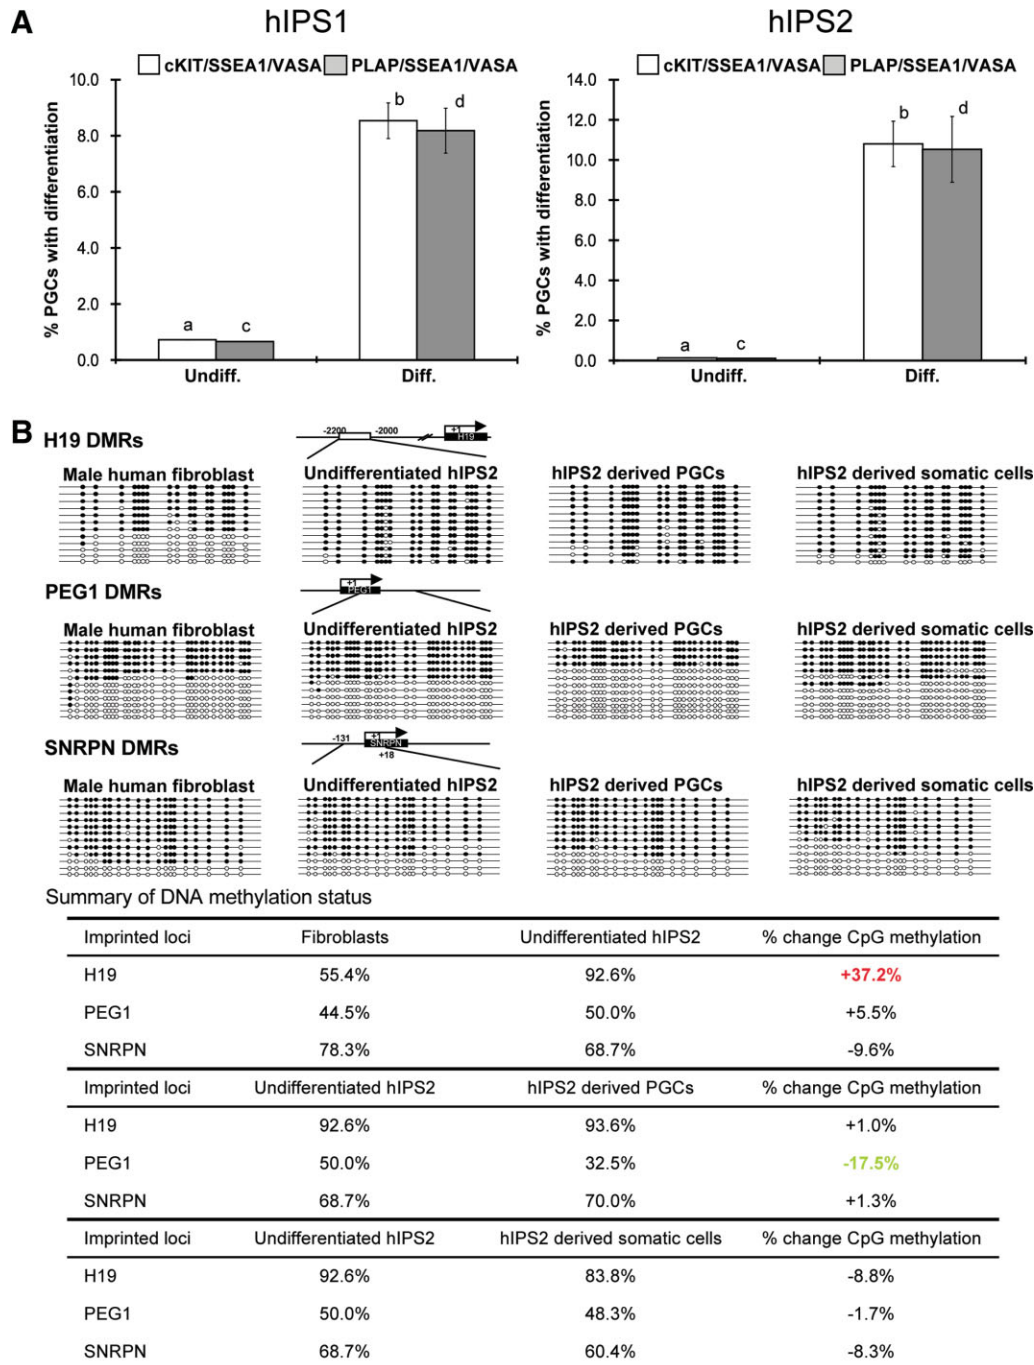 A
hIPS1
hIPS2
cKIT/SSEA1/VASA PLAP/SSEA1/VASA
cKIT/SSEA1/VASA PLAP/SSEA1/VASA
% PGCs with differentiation
10.0
8.0
6.0
4.0
2.0
0.0
a
c
b
d
Undiff.
Diff.
% PGCs with differentiation
14.0
12.0
10.0
8.0
6.0
4.0
2.0
0.0
a
c
b
d
Undiff.
Diff.
B
H19 DMRs
-2200
-2000
+1
H19
Male human fibroblast
Undifferentiated hIPS2
hIPS2 derived PGCs
hIPS2 derived somatic cells
PEG1 DMRs
+1
PEG1
Male human fibroblast
Undifferentiated hIPS2
hIPS2 derived PGCs
hIPS2 derived somatic cells
SNRPN DMRs
-131
+1
SNRPN
+18
Male human fibroblast
Undifferentiated hIPS2
hIPS2 derived PGCs
hIPS2 derived somatic cells
Summary of DNA methylation status
Imprinted loci Fibroblasts Undifferentiated hIPS2 % change CpG methylation
H19 55.4% 92.6% +37.2%
PEG1 44.5% 50.0% +5.5%
SNRPN 78.3% 68.7% -9.6%
Imprinted loci Undifferentiated hIPS2 hIPS2 derived PGCs % change CpG methylation
H19 92.6% 93.6% +1.0%
PEG1 50.0% 32.5% -17.5%
SNRPN 68.7% 70.0% +1.3%
Imprinted loci Undifferentiated hIPS2 hIPS2 derived somatic cells % change CpG methylation
H19 92.6% 83.8% -8.8%
PEG1 50.0% 48.3% -1.7%
SNRPN 68.7% 60.4% -8.3%